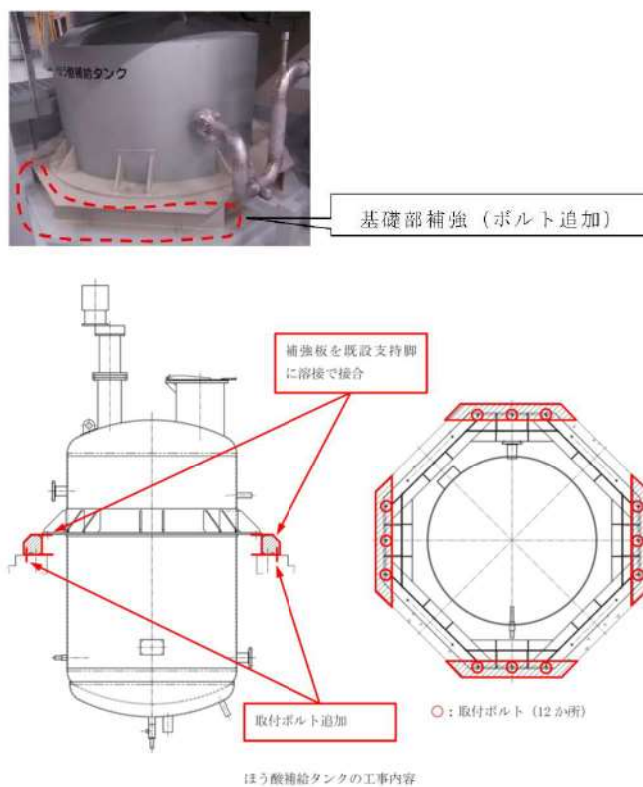 ほう酸補給タンク
基礎部補強（ボルト追加）
補強板を既設支持脚
に溶接で接合
取付ボルト追加
○：取付ボルト（12 か所）
ほう酸補給タンクの工事内容